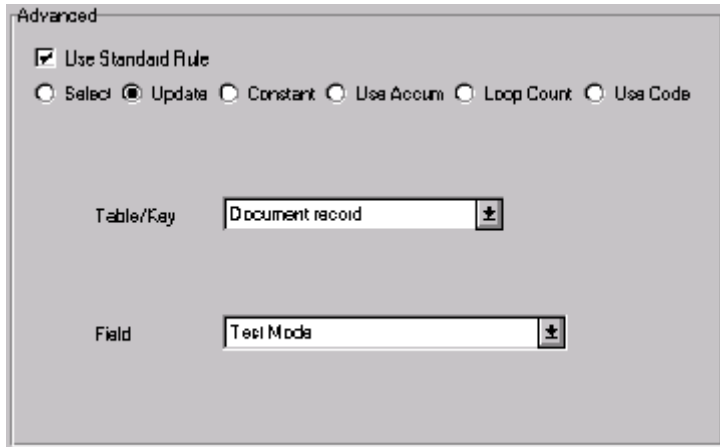 Advanced
Use Standard Rule
Select Update Constant Use Accum Loop Count Use Code
Table/Key Document record
Field Test Mode